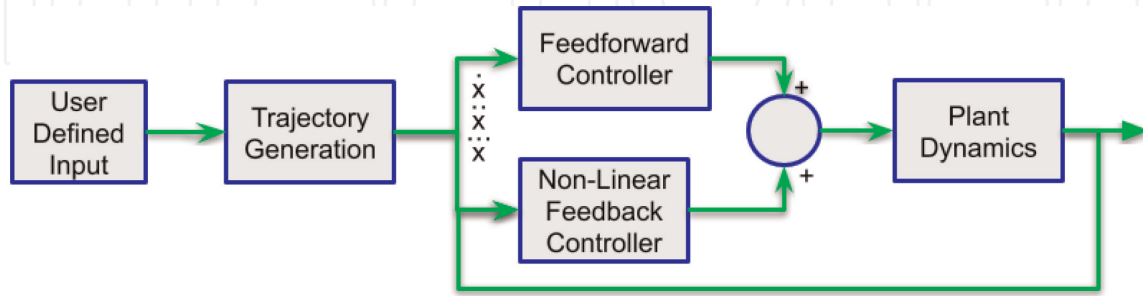 User
Defined
Input
Trajectory
Generation
ẋ
ẍ
x⃛
Feedforward
Controller
Non-Linear
Feedback
Controller
+
+
Plant
Dynamics